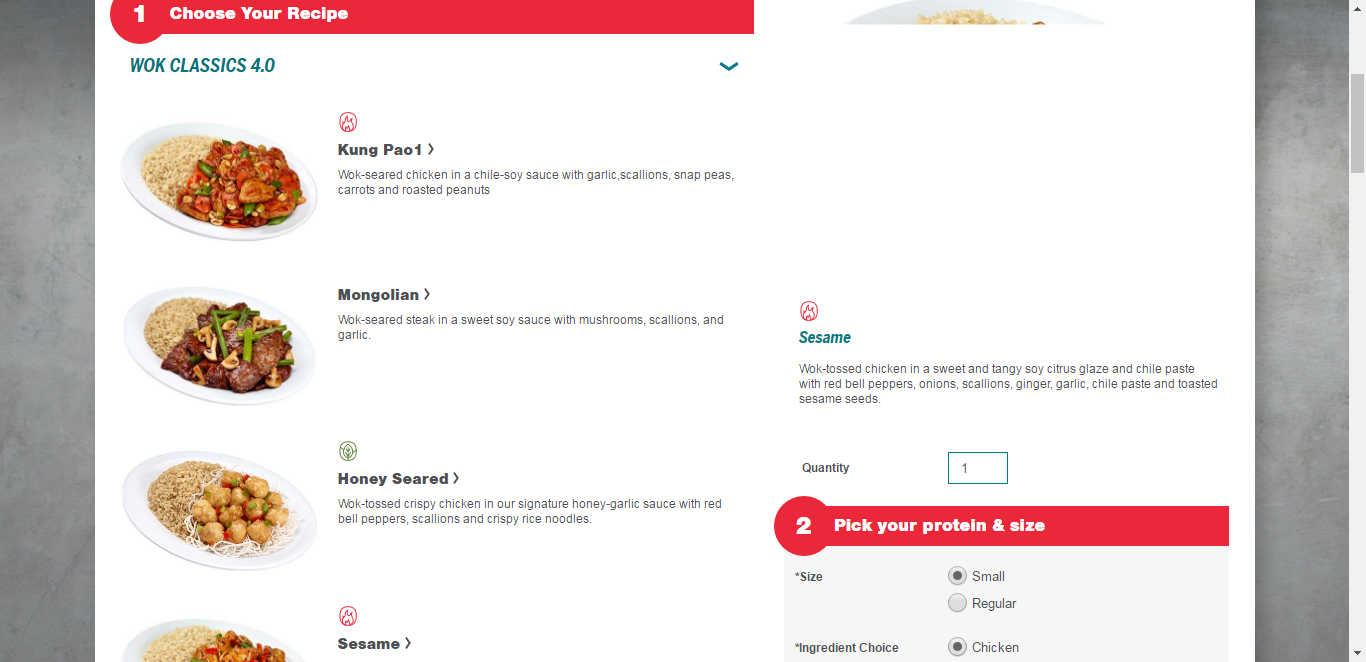 1 Choose Your Recipe
WOK CLASSICS 4.0
Kung Pao1 >
Wok-seared chicken in a chile-soy sauce with garlic,scallions, snap peas,
carrots and roasted peanuts
Mongolian >
Wok-seared steak in a sweet soy sauce with mushrooms, scallions, and
garlic.
Honey Seared >
Wok-tossed crispy chicken in our signature honey-garlic sauce with red
bell peppers, scallions and crispy rice noodles.
Sesame >
Sesame
Wok-tossed chicken in a sweet and tangy soy citrus glaze and chile paste
with red bell peppers, onions, scallions, ginger, garlic, chile paste and toasted
sesame seeds.
Quantity 1
2 Pick your protein & size
*Size Small
Regular
*Ingredient Choice Chicken